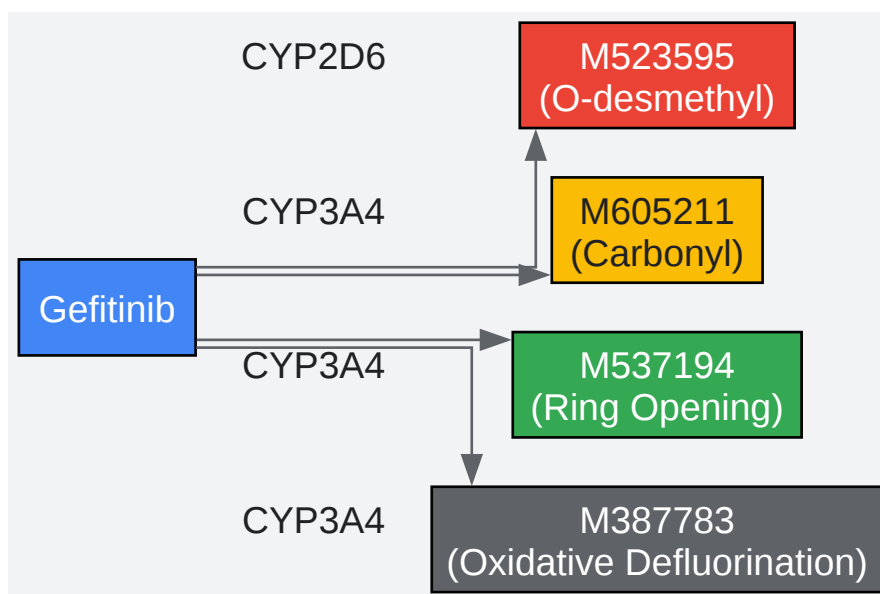 CYP2D6
M523595
(O-desmethyl)
CYP3A4
M605211
(Carbonyl)
Gefitinib
CYP3A4
M537194
(Ring Opening)
CYP3A4
M387783
(Oxidative Defluorination)